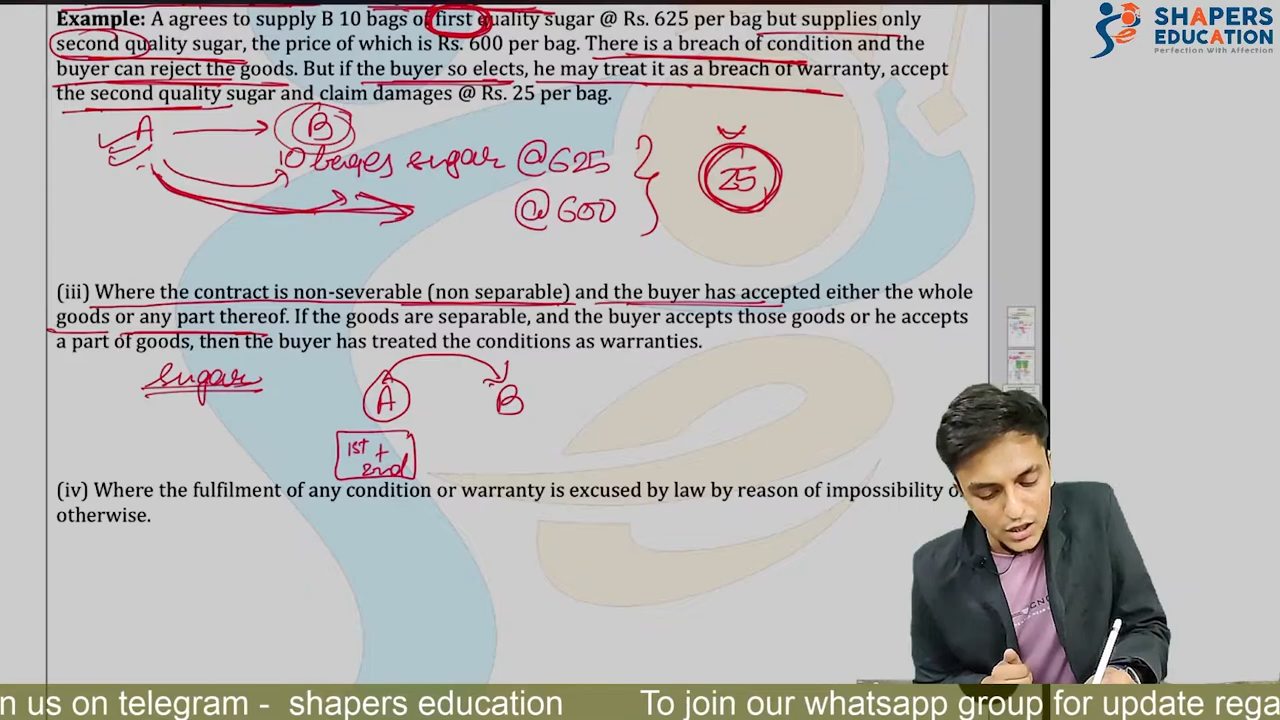 Example: A agrees to supply B 10 bags of first quality sugar @ Rs. 625 per bag but supplies only
second quality sugar, the price of which is Rs. 600 per bag. There is a breach of condition and the
buyer can reject the goods. But if the buyer so elects, he may treat it as a breach of warranty, accept
the second quality sugar and claim damages @ Rs. 25 per bag.
SHAPERS
EDUCATION
Perfection With Affection
A B
10 bages sugar @625
25
@600
(iii) Where the contract is non-severable (non separable) and the buyer has accepted either the whole
goods or any part thereof. If the goods are separable, and the buyer accepts those goods or he accepts
a part of goods, then the buyer has treated the conditions as warranties.
sugar
A B
1st +
2nd
(iv) Where the fulfilment of any condition or warranty is excused by law by reason of impossibility
otherwise.
n us on telegram - shapers education To join our whatsapp group for update rega